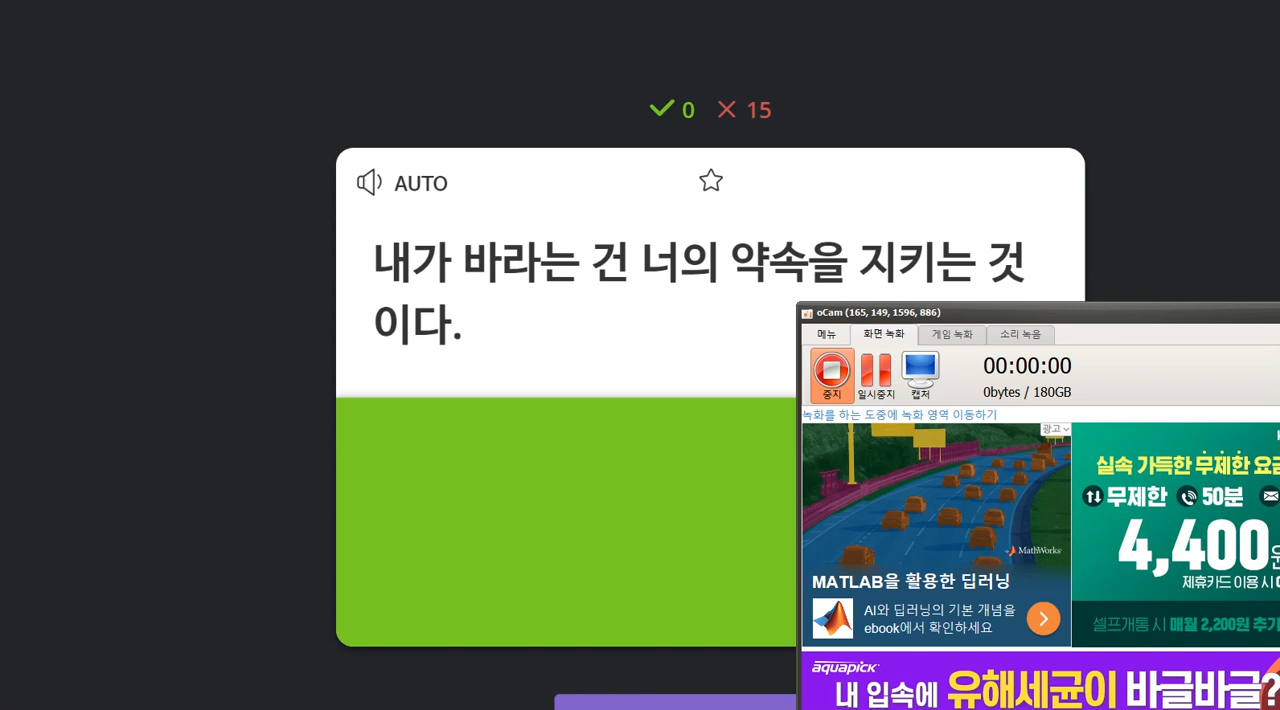 0 15
AUTO
내가 바라는 건 너의 약속을 지키는 것
이다.
oCam (165, 149, 1596, 886)
메뉴 화면 녹화 게임 녹화 소리 녹음
중지 일시중지 캡처
00:00:00
0bytes / 180GB
녹화를 하는 도중에 녹화 영역 이동하기
광고
MathWorks
MATLAB을 활용한 딥러닝
AI와 딥러닝의 기본 개념을
ebook에서 확인하세요
실속 가득한 무제한
무제한 50분
4,400원
제휴카드 이용 시
셀프개통 시 매월 2,200원 추가
aquapick
내 입속에 유해세균이 바글바글?